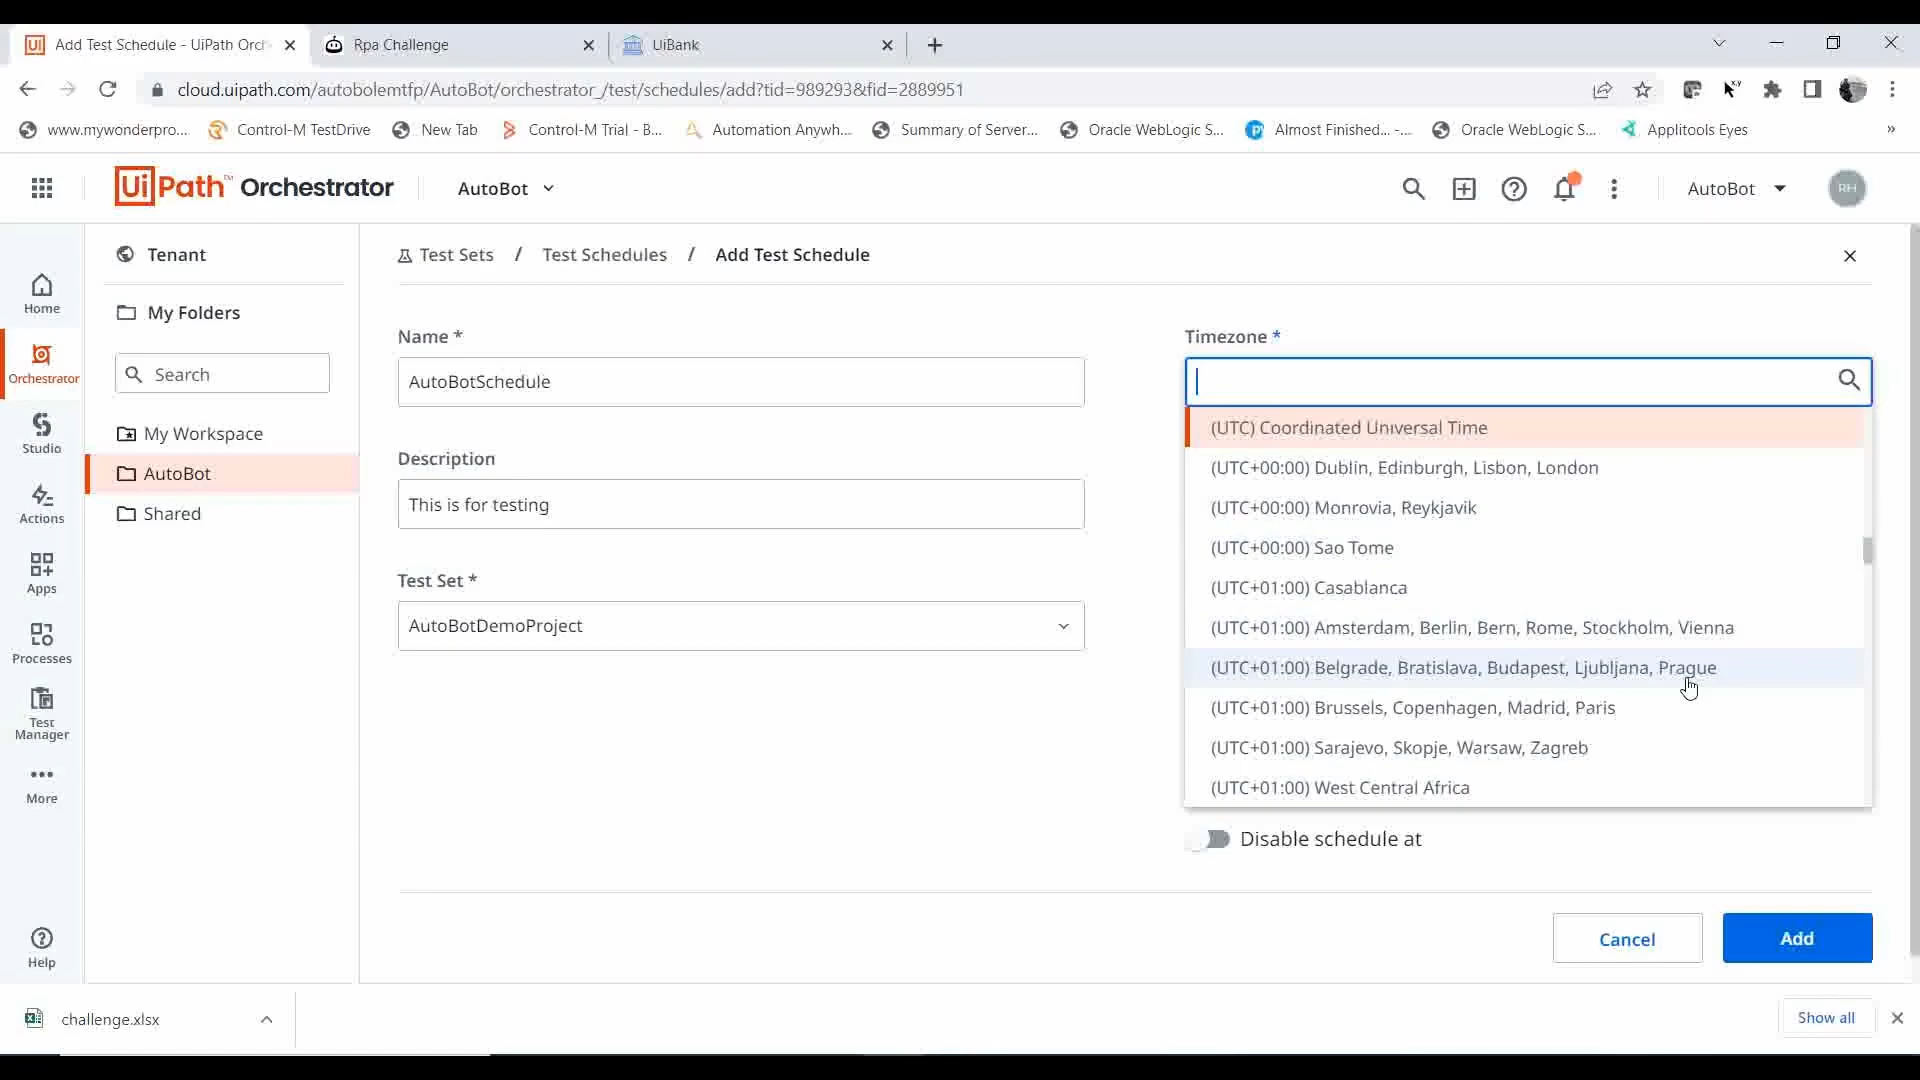 Add Test Schedule - UiPath Orch
Rpa Challenge
UiBank
cloud.uipath.com/autobolemtfp/AutoBot/orchestrator_/test/schedules/add?tid=989293&fid=2889951
www.mywonderpro...
Control-M TestDrive
New Tab
Control-M Trial - B...
Automation Anywh...
Summary of Server...
Oracle WebLogic S...
Almost Finished... -...
Oracle WebLogic S...
Applitools Eyes
»
UiPath™ Orchestrator
AutoBot
AutoBot
RH
Home
Orchestrator
Studio
Actions
Apps
Processes
Test
Manager
More
Help
Tenant
My Folders
Search
My Workspace
AutoBot
Shared
Test Sets / Test Schedules / Add Test Schedule
Name *
AutoBotSchedule
Description
This is for testing
Test Set *
AutoBotDemoProject
Timezone *
(UTC) Coordinated Universal Time
(UTC+00:00) Dublin, Edinburgh, Lisbon, London
(UTC+00:00) Monrovia, Reykjavik
(UTC+00:00) Sao Tome
(UTC+01:00) Casablanca
(UTC+01:00) Amsterdam, Berlin, Bern, Rome, Stockholm, Vienna
(UTC+01:00) Belgrade, Bratislava, Budapest, Ljubljana, Prague
(UTC+01:00) Brussels, Copenhagen, Madrid, Paris
(UTC+01:00) Sarajevo, Skopje, Warsaw, Zagreb
(UTC+01:00) West Central Africa
Disable schedule at
Cancel
Add
challenge.xlsx
Show all